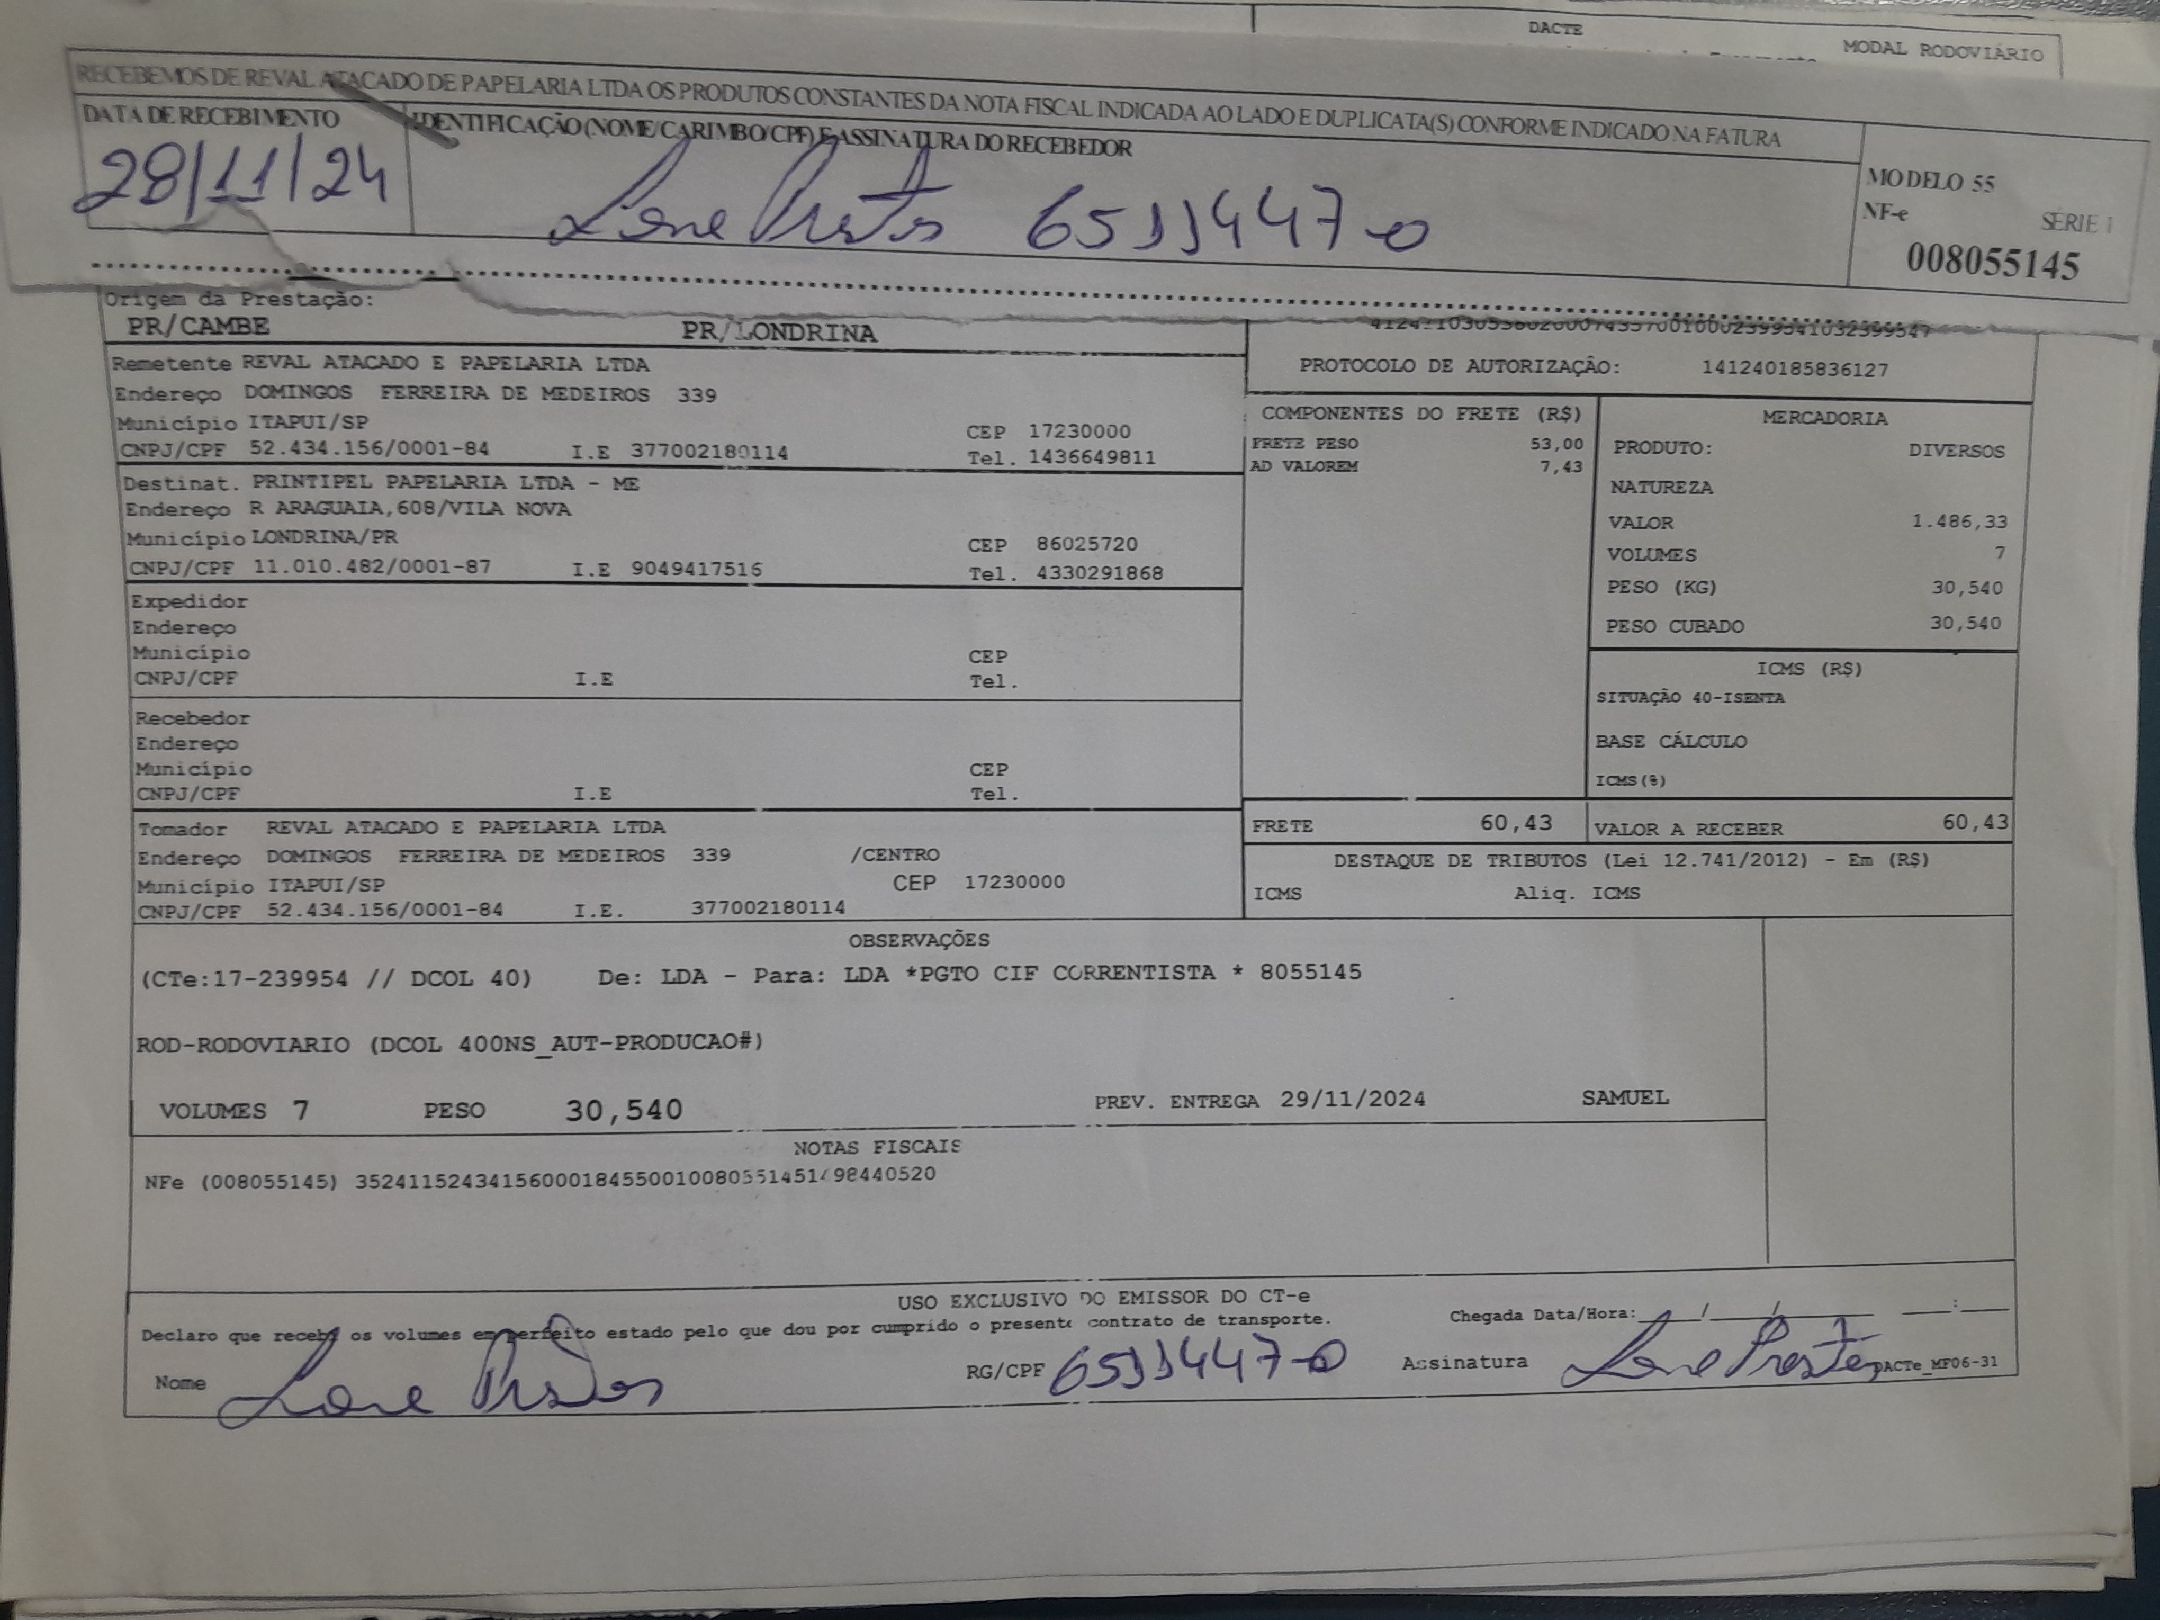 DACTE
MODAL RODOVIÁRIO
RECEBEMOS DE REVAL ATACADO DE PAPELARIA LTDA OS PRODUTOS CONSTANTES DA NOTA FISCAL INDICADA AO LADO E DUPLICATA(S) CONFORME INDICADO NA FATURA
DATA DE RECEBIMENTO
IDENTIFICAÇÃO (NOME/CARIMBO/CPF) E ASSINATURA DO RECEBEDOR
28/11/24
6511447-0
MODELO 55
NF-e SÉRIE 1
008055145
Origem da Prestação:
PR/CAMBE PR/LONDRINA
PROTOCOLO DE AUTORIZAÇÃO: 141240185836127
Remetente REVAL ATACADO E PAPELARIA LTDA
Endereço DOMINGOS FERREIRA DE MEDEIROS 339
Município ITAPUI/SP CEP 17230000
CNPJ/CPF 52.434.156/0001-84 I.E 377002180114 Tel. 1436649811
Destinat. PRINTIPEL PAPELARIA LTDA - ME
Endereço R ARAGUAIA,608/VILA NOVA
Município LONDRINA/PR CEP 86025720
CNPJ/CPF 11.010.482/0001-87 I.E 9049417516 Tel. 4330291868
Expedidor
Endereço
Município CEP
CNPJ/CPF I.E Tel.
Recebedor
Endereço
Município CEP
CNPJ/CPF I.E Tel.
Tomador REVAL ATACADO E PAPELARIA LTDA
Endereço DOMINGOS FERREIRA DE MEDEIROS 339 /CENTRO
Município ITAPUI/SP CEP 17230000
CNPJ/CPF 52.434.156/0001-84 I.E. 377002180114
COMPONENTES DO FRETE (R$)
FRETE PESO 53,00
AD VALOREM 7,43
MERCADORIA
PRODUTO: DIVERSOS
NATUREZA
VALOR 1.486,33
VOLUMES 7
PESO (KG) 30,540
PESO CUBADO 30,540
ICMS (R$)
SITUAÇÃO 40-ISENTA
BASE CÁLCULO
ICMS(%)
FRETE 60,43 VALOR A RECEBER 60,43
DESTAQUE DE TRIBUTOS (Lei 12.741/2012) - Em (R$)
ICMS Aliq. ICMS
OBSERVAÇÕES
(CTe:17-239954 // DCOL 40) De: LDA - Para: LDA *PGTO CIF CORRENTISTA * 8055145
ROD-RODOVIARIO (DCOL 400NS_AUT-PRODUCAO#)
VOLUMES 7 PESO 30,540 PREV. ENTREGA 29/11/2024 SAMUEL
NOTAS FISCAIS
NFe (008055145)
USO EXCLUSIVO DO EMISSOR DO CT-e
Declaro que recebi os volumes em perfeito estado pelo que dou por cumprido o presente contrato de transporte.
Chegada Data/Hora:___/___/___ ___:___
Nome RG/CPF 6511447-0 Assinatura
DACTe_MF06-31